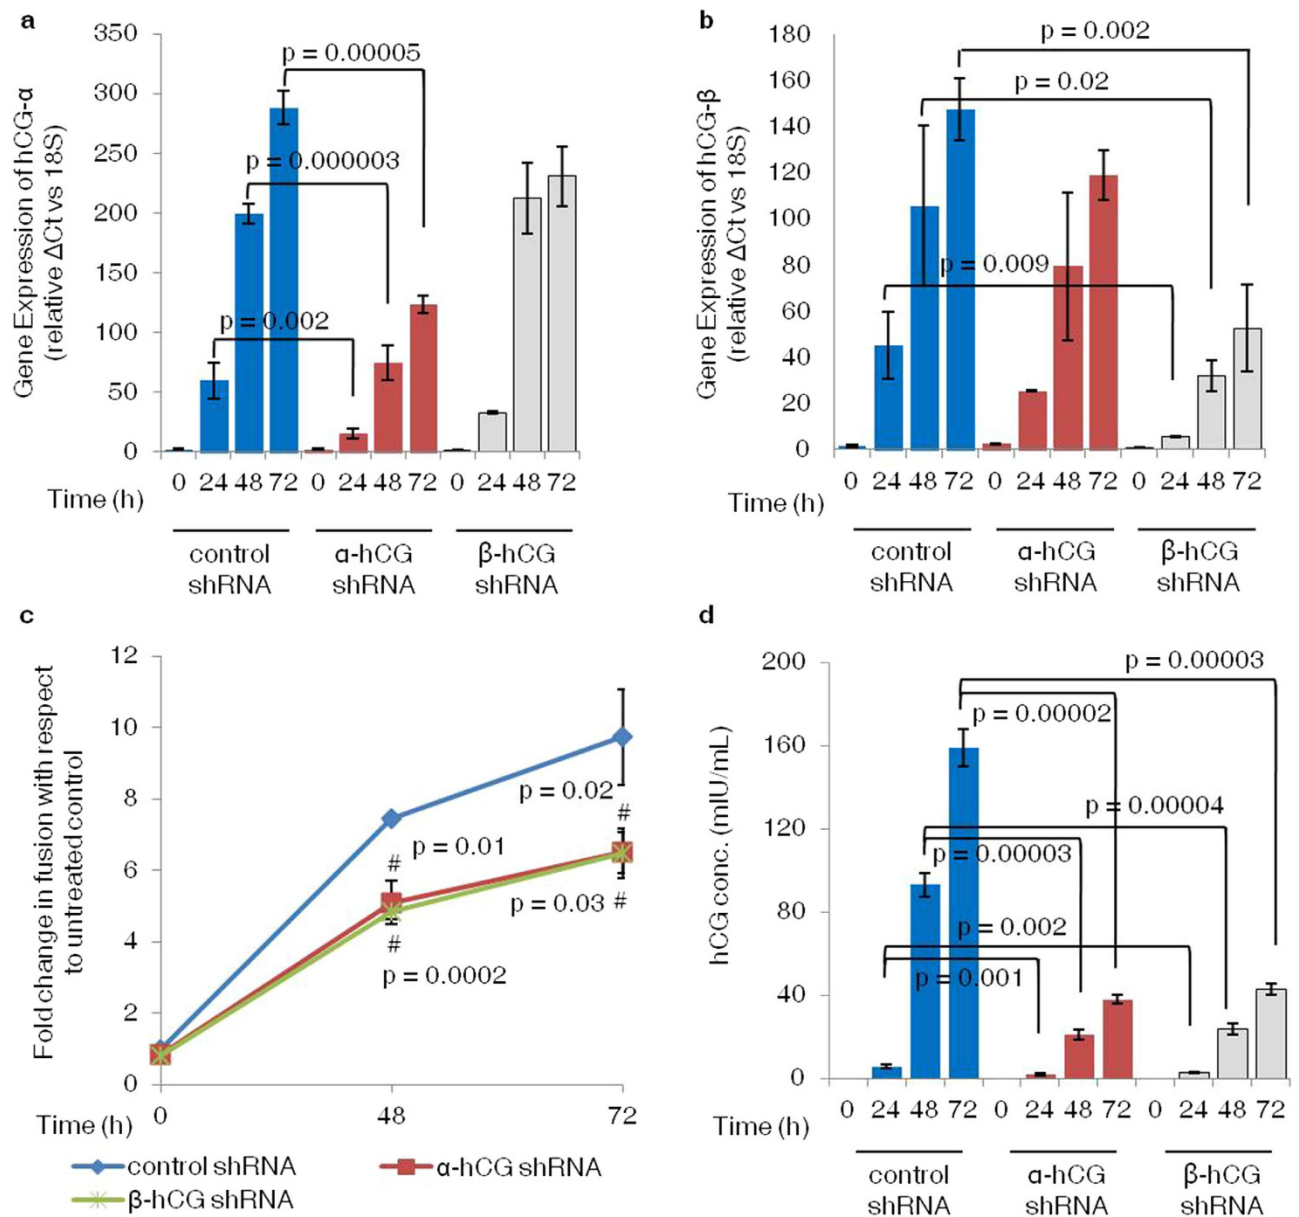 a
Gene Expression of hCG-α
(relative ΔCt vs 18S)
350
300
250
200
150
100
50
0
p = 0.00005
p = 0.000003
p = 0.002
0 24 48 72 0 24 48 72 0 24 48 72
Time (h)
control shRNA
α-hCG shRNA
β-hCG shRNA
b
Gene Expression of hCG-β
(relative ΔCt vs 18S)
180
160
140
120
100
80
60
40
20
0
p = 0.002
p = 0.02
p = 0.009
0 24 48 72 0 24 48 72 0 24 48 72
Time (h)
control shRNA
α-hCG shRNA
β-hCG shRNA
c
Fold change in fusion with respect
to untreated control
12
10
8
6
4
2
0
p = 0.02
#
p = 0.01
#
p = 0.03 #
#
p = 0.0002
0 48 72
Time (h)
control shRNA
α-hCG shRNA
β-hCG shRNA
d
hCG conc. (mIU/mL)
200
160
120
80
40
0
p = 0.00003
p = 0.00002
p = 0.00004
p = 0.00003
p = 0.002
p = 0.001
0 24 48 72 0 24 48 72 0 24 48 72
Time (h)
control shRNA
α-hCG shRNA
β-hCG shRNA